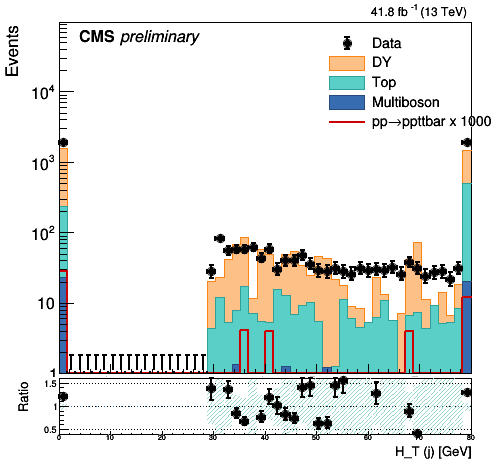 41.8 fb⁻¹ (13 TeV)
Events
CMS preliminary
Data
DY
Top
Multiboson
pp→ppttbar x 1000
10⁴
10³
10²
10
1
Ratio
1.5
1
0.5
0 10 20 30 40 50 60 70 80
H_T (j) [GeV]